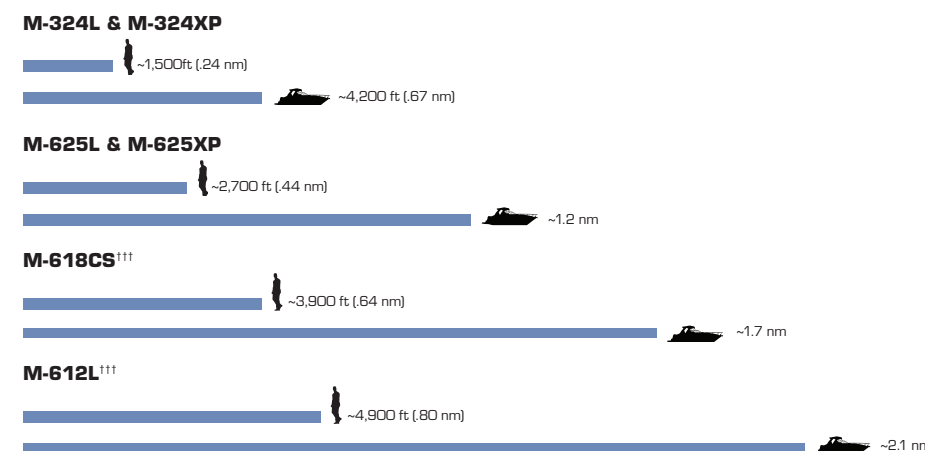 M-324L & M-324XP
~1,500ft (.24 nm)
~4,200 ft (.67 nm)
M-625L & M-625XP
~2,700 ft (.44 nm)
~1.2 nm
M-618CS†††
~3,900 ft (.64 nm)
~1.7 nm
M-612L†††
~4,900 ft (.80 nm)
~2.1